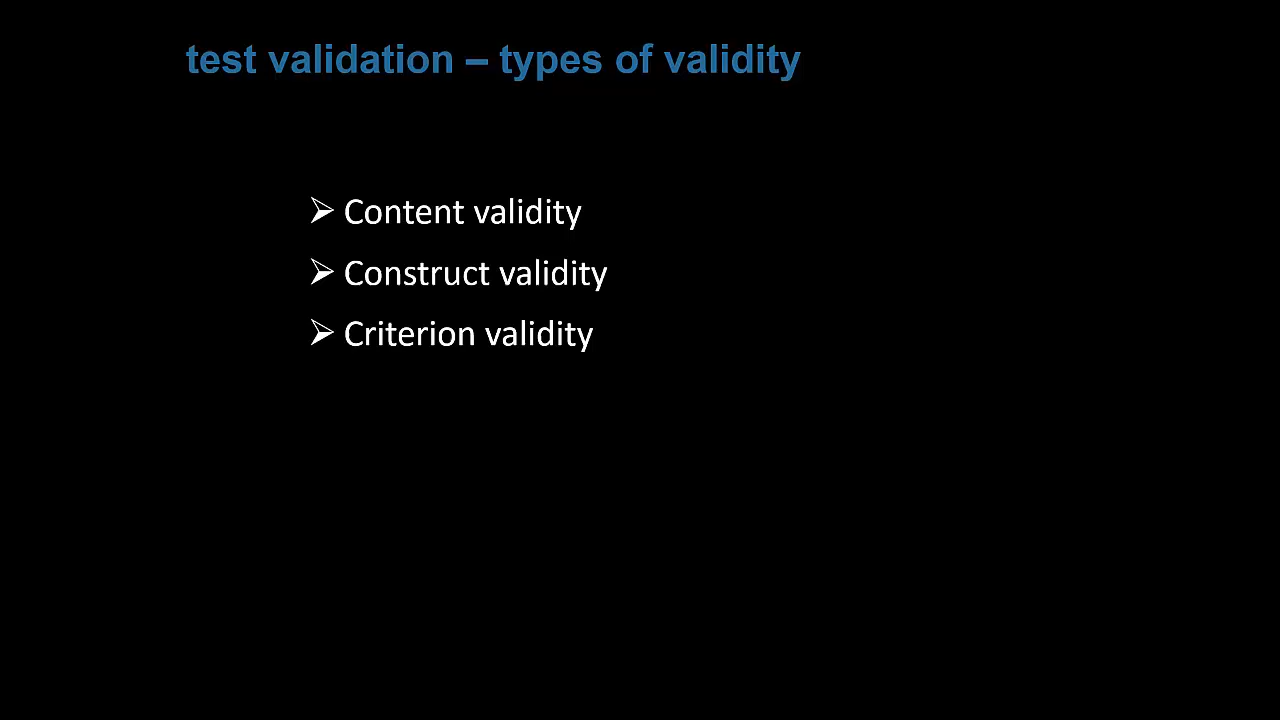 test validation – types of validity
➢ Content validity
➢ Construct validity
➢ Criterion validity